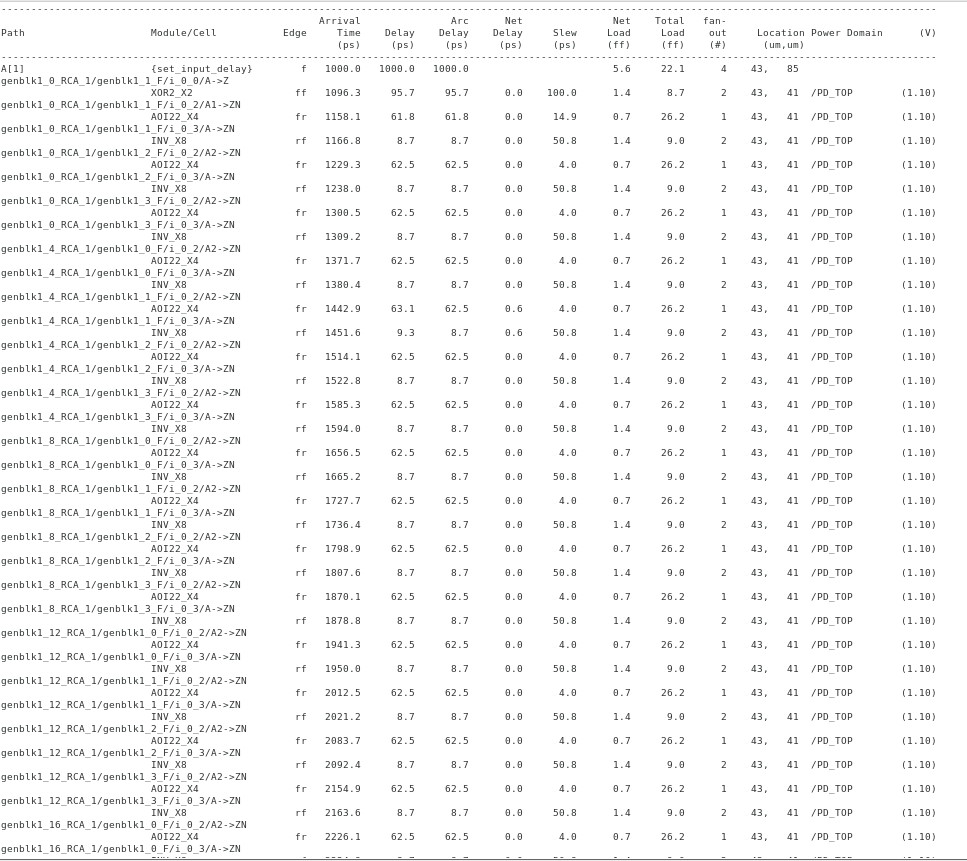 --------------------------------------------------------------------------------
Arrival Arc Net Net Total fan-
Path Module/Cell Edge Time Delay Delay Delay Slew Load Load out Location Power Domain (V)
(ps) (ps) (ps) (ps) (ps) (ff) (ff) (#) (um,um)
--------------------------------------------------------------------------------
A[1] {set_input_delay} f 1000.0 1000.0 1000.0 5.6 22.1 4 43, 85
genblk1_0_RCA_1/genblk1_1_F/i_0_0/A->Z
XOR2_X2 ff 1096.3 95.7 95.7 0.0 100.0 1.4 8.7 2 43, 41 /PD_TOP (1.10)
genblk1_0_RCA_1/genblk1_1_F/i_0_2/A1->ZN
AOI22_X4 fr 1158.1 61.8 61.8 0.0 14.9 0.7 26.2 1 43, 41 /PD_TOP (1.10)
genblk1_0_RCA_1/genblk1_1_F/i_0_3/A->ZN
INV_X8 rf 1166.8 8.7 8.7 0.0 50.8 1.4 9.0 2 43, 41 /PD_TOP (1.10)
genblk1_0_RCA_1/genblk1_2_F/i_0_2/A2->ZN
AOI22_X4 fr 1229.3 62.5 62.5 0.0 4.0 0.7 26.2 1 43, 41 /PD_TOP (1.10)
genblk1_0_RCA_1/genblk1_2_F/i_0_3/A->ZN
INV_X8 rf 1238.0 8.7 8.7 0.0 50.8 1.4 9.0 2 43, 41 /PD_TOP (1.10)
genblk1_0_RCA_1/genblk1_3_F/i_0_2/A2->ZN
AOI22_X4 fr 1300.5 62.5 62.5 0.0 4.0 0.7 26.2 1 43, 41 /PD_TOP (1.10)
genblk1_0_RCA_1/genblk1_3_F/i_0_3/A->ZN
INV_X8 rf 1309.2 8.7 8.7 0.0 50.8 1.4 9.0 2 43, 41 /PD_TOP (1.10)
genblk1_4_RCA_1/genblk1_0_F/i_0_2/A2->ZN
AOI22_X4 fr 1371.7 62.5 62.5 0.0 4.0 0.7 26.2 1 43, 41 /PD_TOP (1.10)
genblk1_4_RCA_1/genblk1_0_F/i_0_3/A->ZN
INV_X8 rf 1380.4 8.7 8.7 0.0 50.8 1.4 9.0 2 43, 41 /PD_TOP (1.10)
genblk1_4_RCA_1/genblk1_1_F/i_0_2/A2->ZN
AOI22_X4 fr 1442.9 63.1 62.5 0.6 4.0 0.7 26.2 1 43, 41 /PD_TOP (1.10)
genblk1_4_RCA_1/genblk1_1_F/i_0_3/A->ZN
INV_X8 rf 1451.6 9.3 8.7 0.6 50.8 1.4 9.0 2 43, 41 /PD_TOP (1.10)
genblk1_4_RCA_1/genblk1_2_F/i_0_2/A2->ZN
AOI22_X4 fr 1514.1 62.5 62.5 0.0 4.0 0.7 26.2 1 43, 41 /PD_TOP (1.10)
genblk1_4_RCA_1/genblk1_2_F/i_0_3/A->ZN
INV_X8 rf 1522.8 8.7 8.7 0.0 50.8 1.4 9.0 2 43, 41 /PD_TOP (1.10)
genblk1_4_RCA_1/genblk1_3_F/i_0_2/A2->ZN
AOI22_X4 fr 1585.3 62.5 62.5 0.0 4.0 0.7 26.2 1 43, 41 /PD_TOP (1.10)
genblk1_4_RCA_1/genblk1_3_F/i_0_3/A->ZN
INV_X8 rf 1594.0 8.7 8.7 0.0 50.8 1.4 9.0 2 43, 41 /PD_TOP (1.10)
genblk1_8_RCA_1/genblk1_0_F/i_0_2/A2->ZN
AOI22_X4 fr 1656.5 62.5 62.5 0.0 4.0 0.7 26.2 1 43, 41 /PD_TOP (1.10)
genblk1_8_RCA_1/genblk1_0_F/i_0_3/A->ZN
INV_X8 rf 1665.2 8.7 8.7 0.0 50.8 1.4 9.0 2 43, 41 /PD_TOP (1.10)
genblk1_8_RCA_1/genblk1_1_F/i_0_2/A2->ZN
AOI22_X4 fr 1727.7 62.5 62.5 0.0 4.0 0.7 26.2 1 43, 41 /PD_TOP (1.10)
genblk1_8_RCA_1/genblk1_1_F/i_0_3/A->ZN
INV_X8 rf 1736.4 8.7 8.7 0.0 50.8 1.4 9.0 2 43, 41 /PD_TOP (1.10)
genblk1_8_RCA_1/genblk1_2_F/i_0_2/A2->ZN
AOI22_X4 fr 1798.9 62.5 62.5 0.0 4.0 0.7 26.2 1 43, 41 /PD_TOP (1.10)
genblk1_8_RCA_1/genblk1_2_F/i_0_3/A->ZN
INV_X8 rf 1807.6 8.7 8.7 0.0 50.8 1.4 9.0 2 43, 41 /PD_TOP (1.10)
genblk1_8_RCA_1/genblk1_3_F/i_0_2/A2->ZN
AOI22_X4 fr 1870.1 62.5 62.5 0.0 4.0 0.7 26.2 1 43, 41 /PD_TOP (1.10)
genblk1_8_RCA_1/genblk1_3_F/i_0_3/A->ZN
INV_X8 rf 1878.8 8.7 8.7 0.0 50.8 1.4 9.0 2 43, 41 /PD_TOP (1.10)
genblk1_12_RCA_1/genblk1_0_F/i_0_2/A2->ZN
AOI22_X4 fr 1941.3 62.5 62.5 0.0 4.0 0.7 26.2 1 43, 41 /PD_TOP (1.10)
genblk1_12_RCA_1/genblk1_0_F/i_0_3/A->ZN
INV_X8 rf 1950.0 8.7 8.7 0.0 50.8 1.4 9.0 2 43, 41 /PD_TOP (1.10)
genblk1_12_RCA_1/genblk1_1_F/i_0_2/A2->ZN
AOI22_X4 fr 2012.5 62.5 62.5 0.0 4.0 0.7 26.2 1 43, 41 /PD_TOP (1.10)
genblk1_12_RCA_1/genblk1_1_F/i_0_3/A->ZN
INV_X8 rf 2021.2 8.7 8.7 0.0 50.8 1.4 9.0 2 43, 41 /PD_TOP (1.10)
genblk1_12_RCA_1/genblk1_2_F/i_0_2/A2->ZN
AOI22_X4 fr 2083.7 62.5 62.5 0.0 4.0 0.7 26.2 1 43, 41 /PD_TOP (1.10)
genblk1_12_RCA_1/genblk1_2_F/i_0_3/A->ZN
INV_X8 rf 2092.4 8.7 8.7 0.0 50.8 1.4 9.0 2 43, 41 /PD_TOP (1.10)
genblk1_12_RCA_1/genblk1_3_F/i_0_2/A2->ZN
AOI22_X4 fr 2154.9 62.5 62.5 0.0 4.0 0.7 26.2 1 43, 41 /PD_TOP (1.10)
genblk1_12_RCA_1/genblk1_3_F/i_0_3/A->ZN
INV_X8 rf 2163.6 8.7 8.7 0.0 50.8 1.4 9.0 2 43, 41 /PD_TOP (1.10)
genblk1_16_RCA_1/genblk1_0_F/i_0_2/A2->ZN
AOI22_X4 fr 2226.1 62.5 62.5 0.0 4.0 0.7 26.2 1 43, 41 /PD_TOP (1.10)
genblk1_16_RCA_1/genblk1_0_F/i_0_3/A->ZN